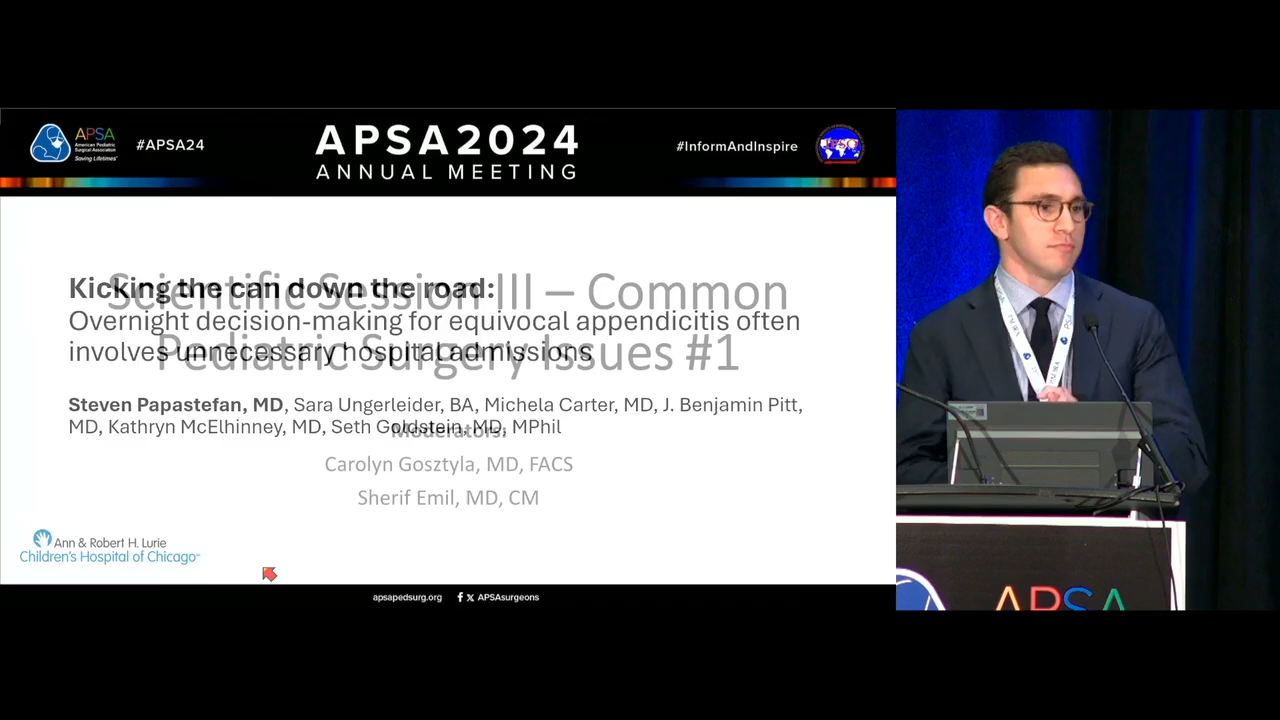 APSA
American Pediatric
Surgical Association
Saving Lifetimes
#APSA24
APSA2024
ANNUAL MEETING
#InformAndInspire
Kicking the can down the road:
Overnight decision-making for equivocal appendicitis often
involves unnecessary hospital admissions
Steven Papastefan, MD, Sara Ungerleider, BA, Michela Carter, MD, J. Benjamin Pitt,
MD, Kathryn McElhinney, MD, Seth Goldstein, MD, MPhil
Scientific Session III – Common
Pediatric Surgery Issues #1
Moderators:
Carolyn Gosztyla, MD, FACS
Sherif Emil, MD, CM
Ann & Robert H. Lurie
Children's Hospital of Chicago
apsapedsurg.org
APSAsurgeons
APSA